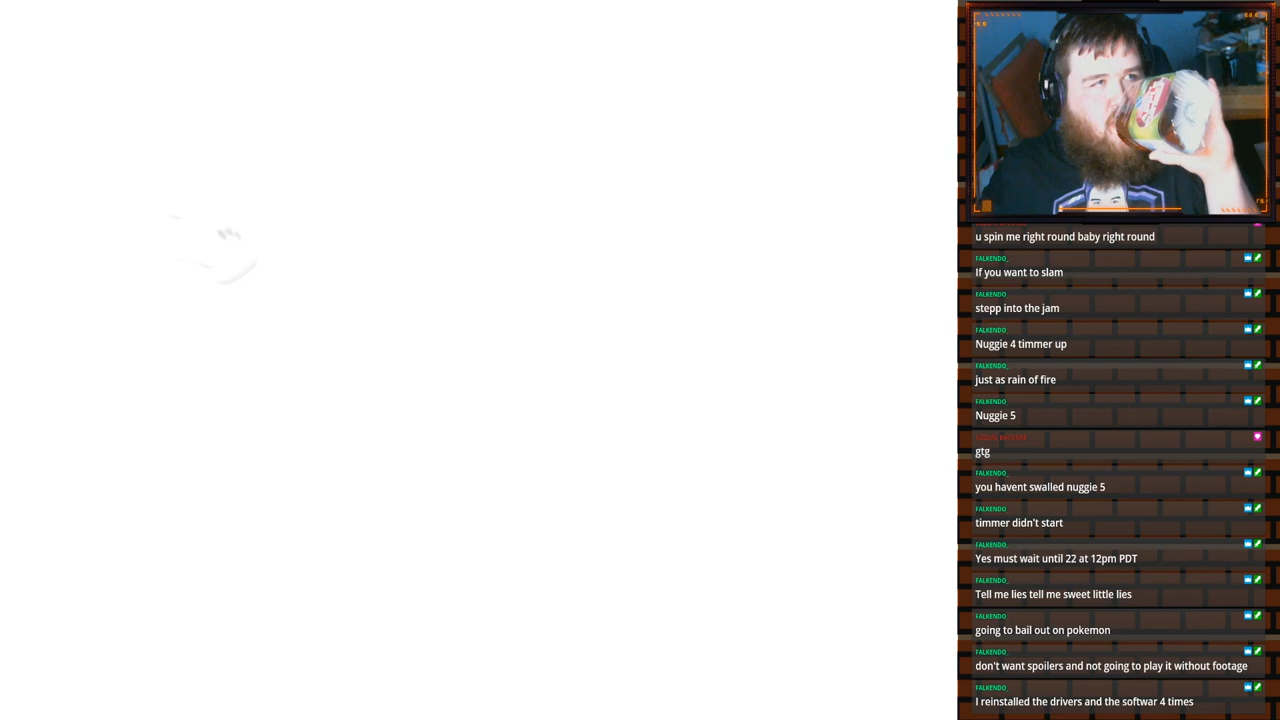 u spin me right round baby right round
FALKENDO_
If you want to slam
FALKENDO_
stepp into the jam
FALKENDO_
Nuggie 4 timmer up
FALKENDO_
just as rain of fire
FALKENDO_
Nuggie 5
gtg
FALKENDO_
you havent swalled nuggie 5
FALKENDO_
timmer didn't start
FALKENDO_
Yes must wait until 22 at 12pm PDT
FALKENDO_
Tell me lies tell me sweet little lies
FALKENDO_
going to bail out on pokemon
FALKENDO_
don't want spoilers and not going to play it without footage
FALKENDO_
I reinstalled the drivers and the softwar 4 times